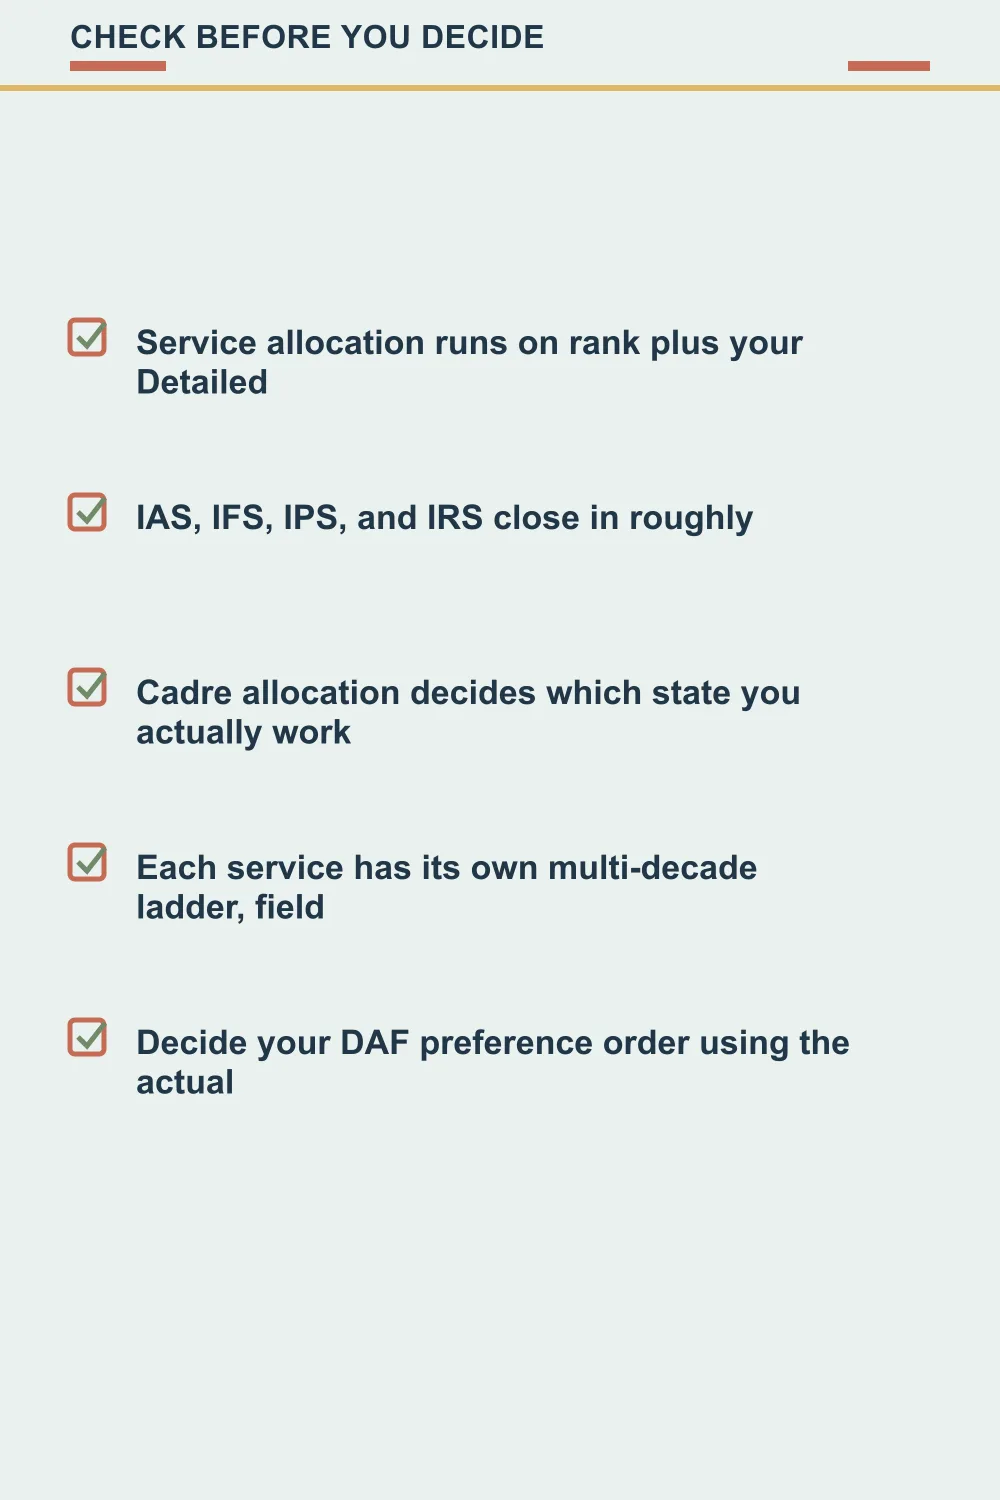 CHECK BEFORE YOU DECIDE
Service allocation runs on rank plus your
Detailed
IAS, IFS, IPS, and IRS close in roughly
Cadre allocation decides which state you
actually work
Each service has its own multi-decade
ladder, field
Decide your DAF preference order using the
actual